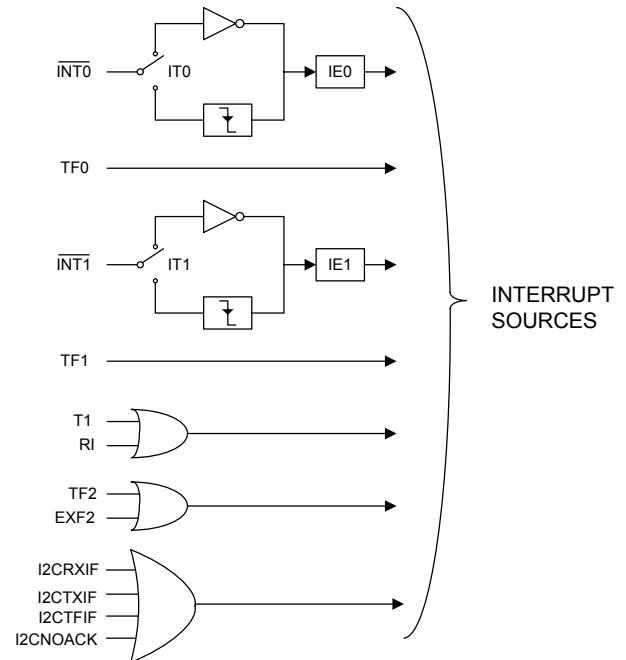 INT0
IT0
IE0
TF0
INT1
IT1
IE1
TF1
T1
RI
TF2
EXF2
I2CRXIF
I2CTXIF
I2CTFIF
I2CNOACK
INTERRUPT
SOURCES